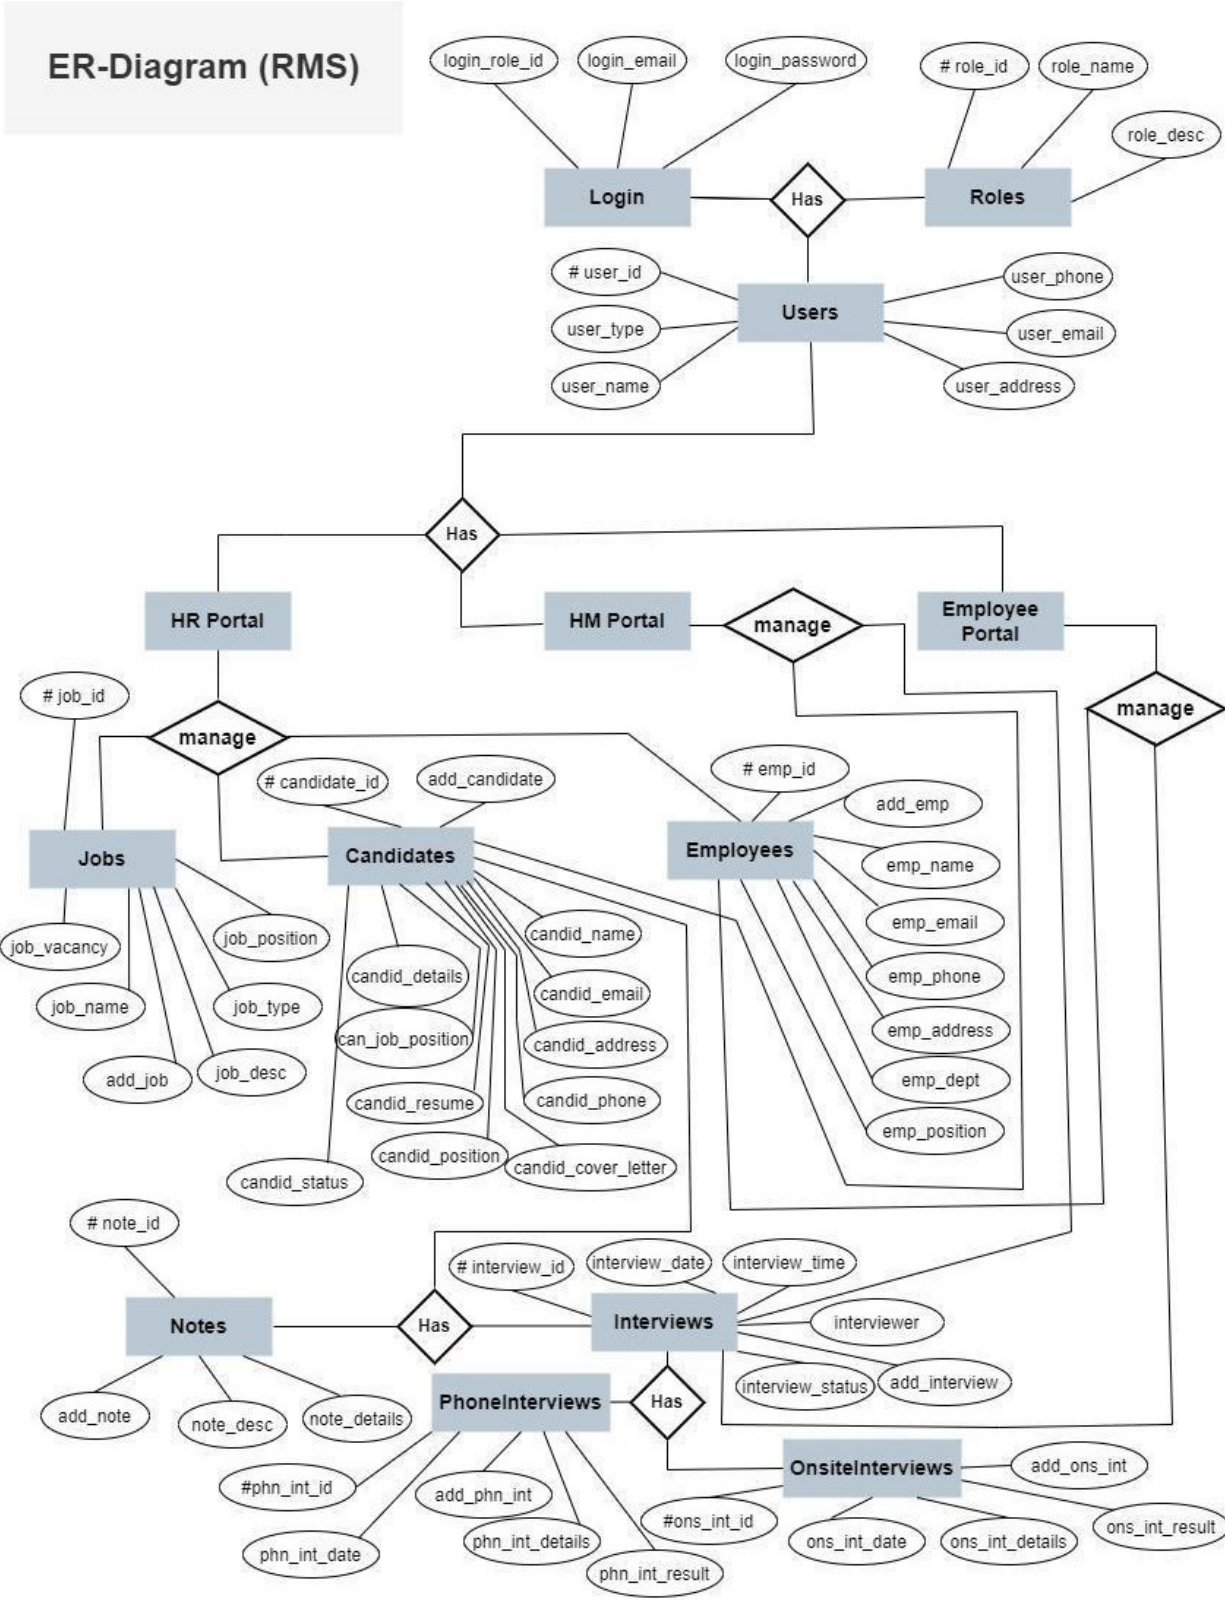 ER-Diagram (RMS)
login_role_id
login_email
login_password
# role_id
role_name
role_desc
Login
Has
Roles
# user_id
user_type
user_name
Users
user_phone
user_email
user_address
Has
HR Portal
HM Portal
manage
Employee
Portal
manage
# job_id
manage
# candidate_id
add_candidate
# emp_id
add_emp
Jobs
Candidates
Employees
emp_name
emp_email
emp_phone
emp_address
emp_dept
emp_position
job_vacancy
job_position
job_name
job_type
add_job
job_desc
candid_name
candid_details
candid_email
can_job_position
candid_address
candid_resume
candid_phone
candid_position
candid_cover_letter
candid_status
# note_id
# interview_id
interview_date
interview_time
Notes
Has
Interviews
interviewer
interview_status
add_interview
add_note
note_desc
note_details
PhoneInterviews
Has
#phn_int_id
add_phn_int
phn_int_date
phn_int_details
phn_int_result
OnsiteInterviews
add_ons_int
#ons_int_id
ons_int_date
ons_int_details
ons_int_result